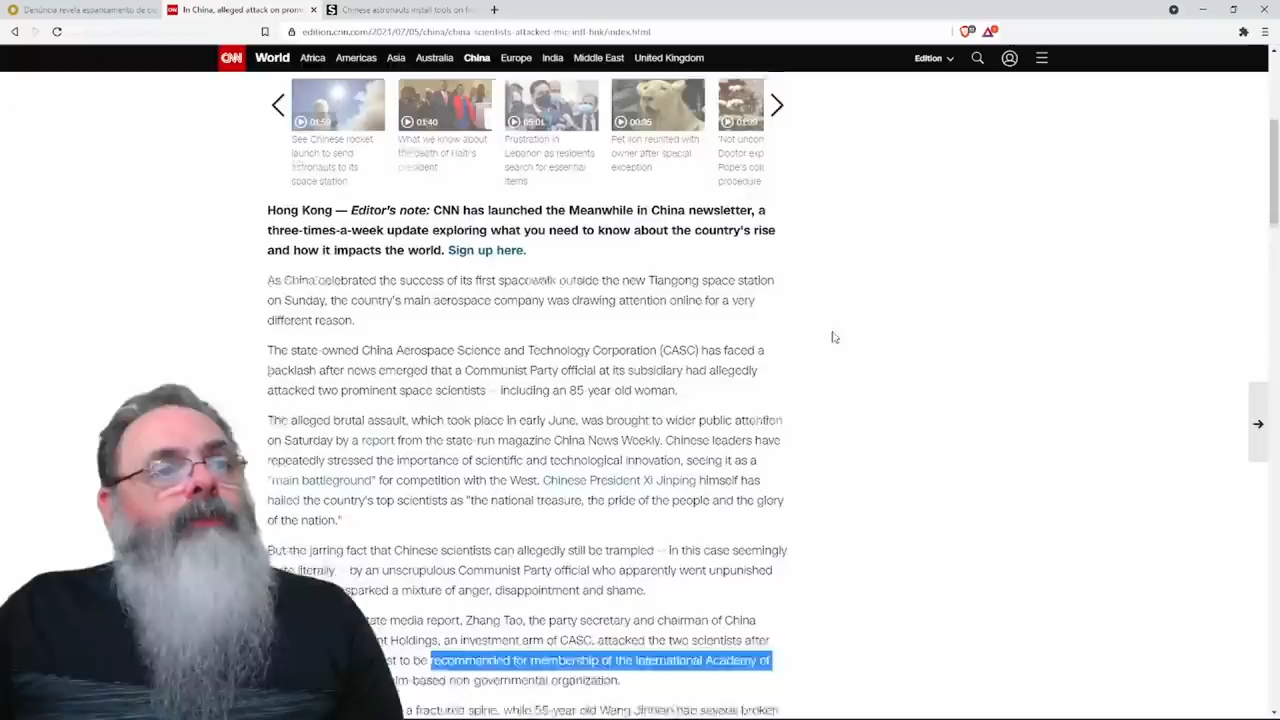 Denúncia revela espancamento de cie
In China, alleged attack on prom
Chinese astronauts install tools on
edition.cnn.com/2021/07/05/china/china-scientists-attacked-mic-intl-hnk/index.html
CNN World Africa Americas Asia Australia China Europe India Middle East United Kingdom Edition
01:59 01:40 05:01 00:35
See Chinese rocket launch to send astronauts to its space station
What we know about the death of Haiti's president
Frustration in Lebanon as residents search for essential items
Pet lion reunited with owner after special exception
'Not uncon
Doctor exp
Pope's colo
procedure
Hong Kong — Editor's note: CNN has launched the Meanwhile in China newsletter, a
three-times-a-week update exploring what you need to know about the country's rise
and how it impacts the world. Sign up here.
As China celebrated the success of its first spacewalk outside the new Tiangong space station
on Sunday, the country's main aerospace company was drawing attention online for a very
different reason.
The state-owned China Aerospace Science and Technology Corporation (CASC) has faced a
backlash after news emerged that a Communist Party official at its subsidiary had allegedly
attacked two prominent space scientists — including an 85-year-old woman.
The alleged brutal assault, which took place in early June, was brought to wider public attention
on Saturday by a report from the state-run magazine China News Weekly. Chinese leaders have
repeatedly stressed the importance of scientific and technological innovation, seeing it as a
"main battleground" for competition with the West. Chinese President Xi Jinping himself has
hailed the country's top scientists as "the national treasure, the pride of the people and the glory
of the nation."
But the jarring fact that Chinese scientists can allegedly still be trampled — in this case seemingly
literally — by an unscrupulous Communist Party official who apparently went unpunished
sparked a mixture of anger, disappointment and shame.
state media report, Zhang Tao, the party secretary and chairman of China
Holdings, an investment arm of CASC, attacked the two scientists after
to be recommended for membership of the International Academy of
based non-governmental organization.
a fractured spine, while 55-year-old Wang Jinnian had several broken